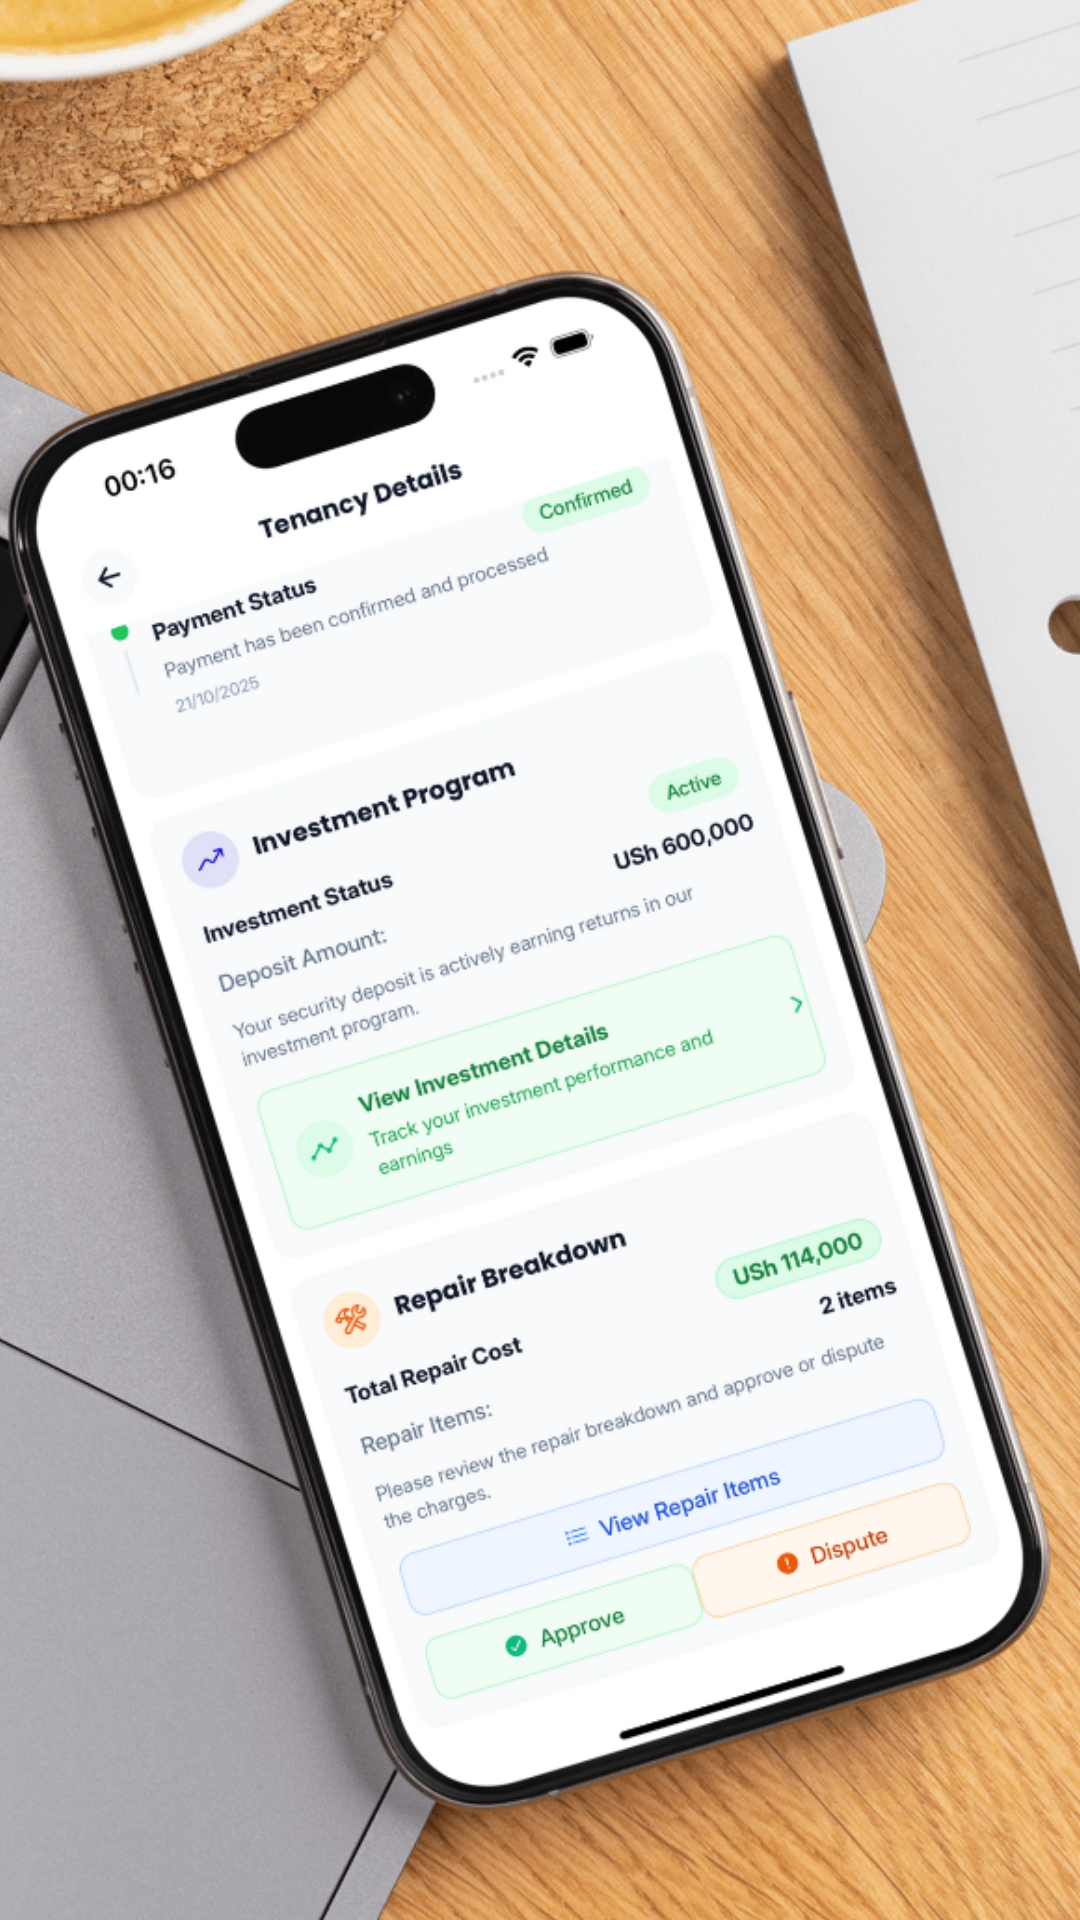 00:16
Tenancy Details
Confirmed
Payment Status
Payment has been confirmed and processed
21/10/2025
Investment Program
Active
Investment Status
USh 600,000
Deposit Amount:
Your security deposit is actively earning returns in our
investment program.
View Investment Details
Track your investment performance and
earnings
Repair Breakdown
USh 114,000
Total Repair Cost
2 items
Repair Items:
Please review the repair breakdown and approve or dispute
the charges.
View Repair Items
Approve
Dispute